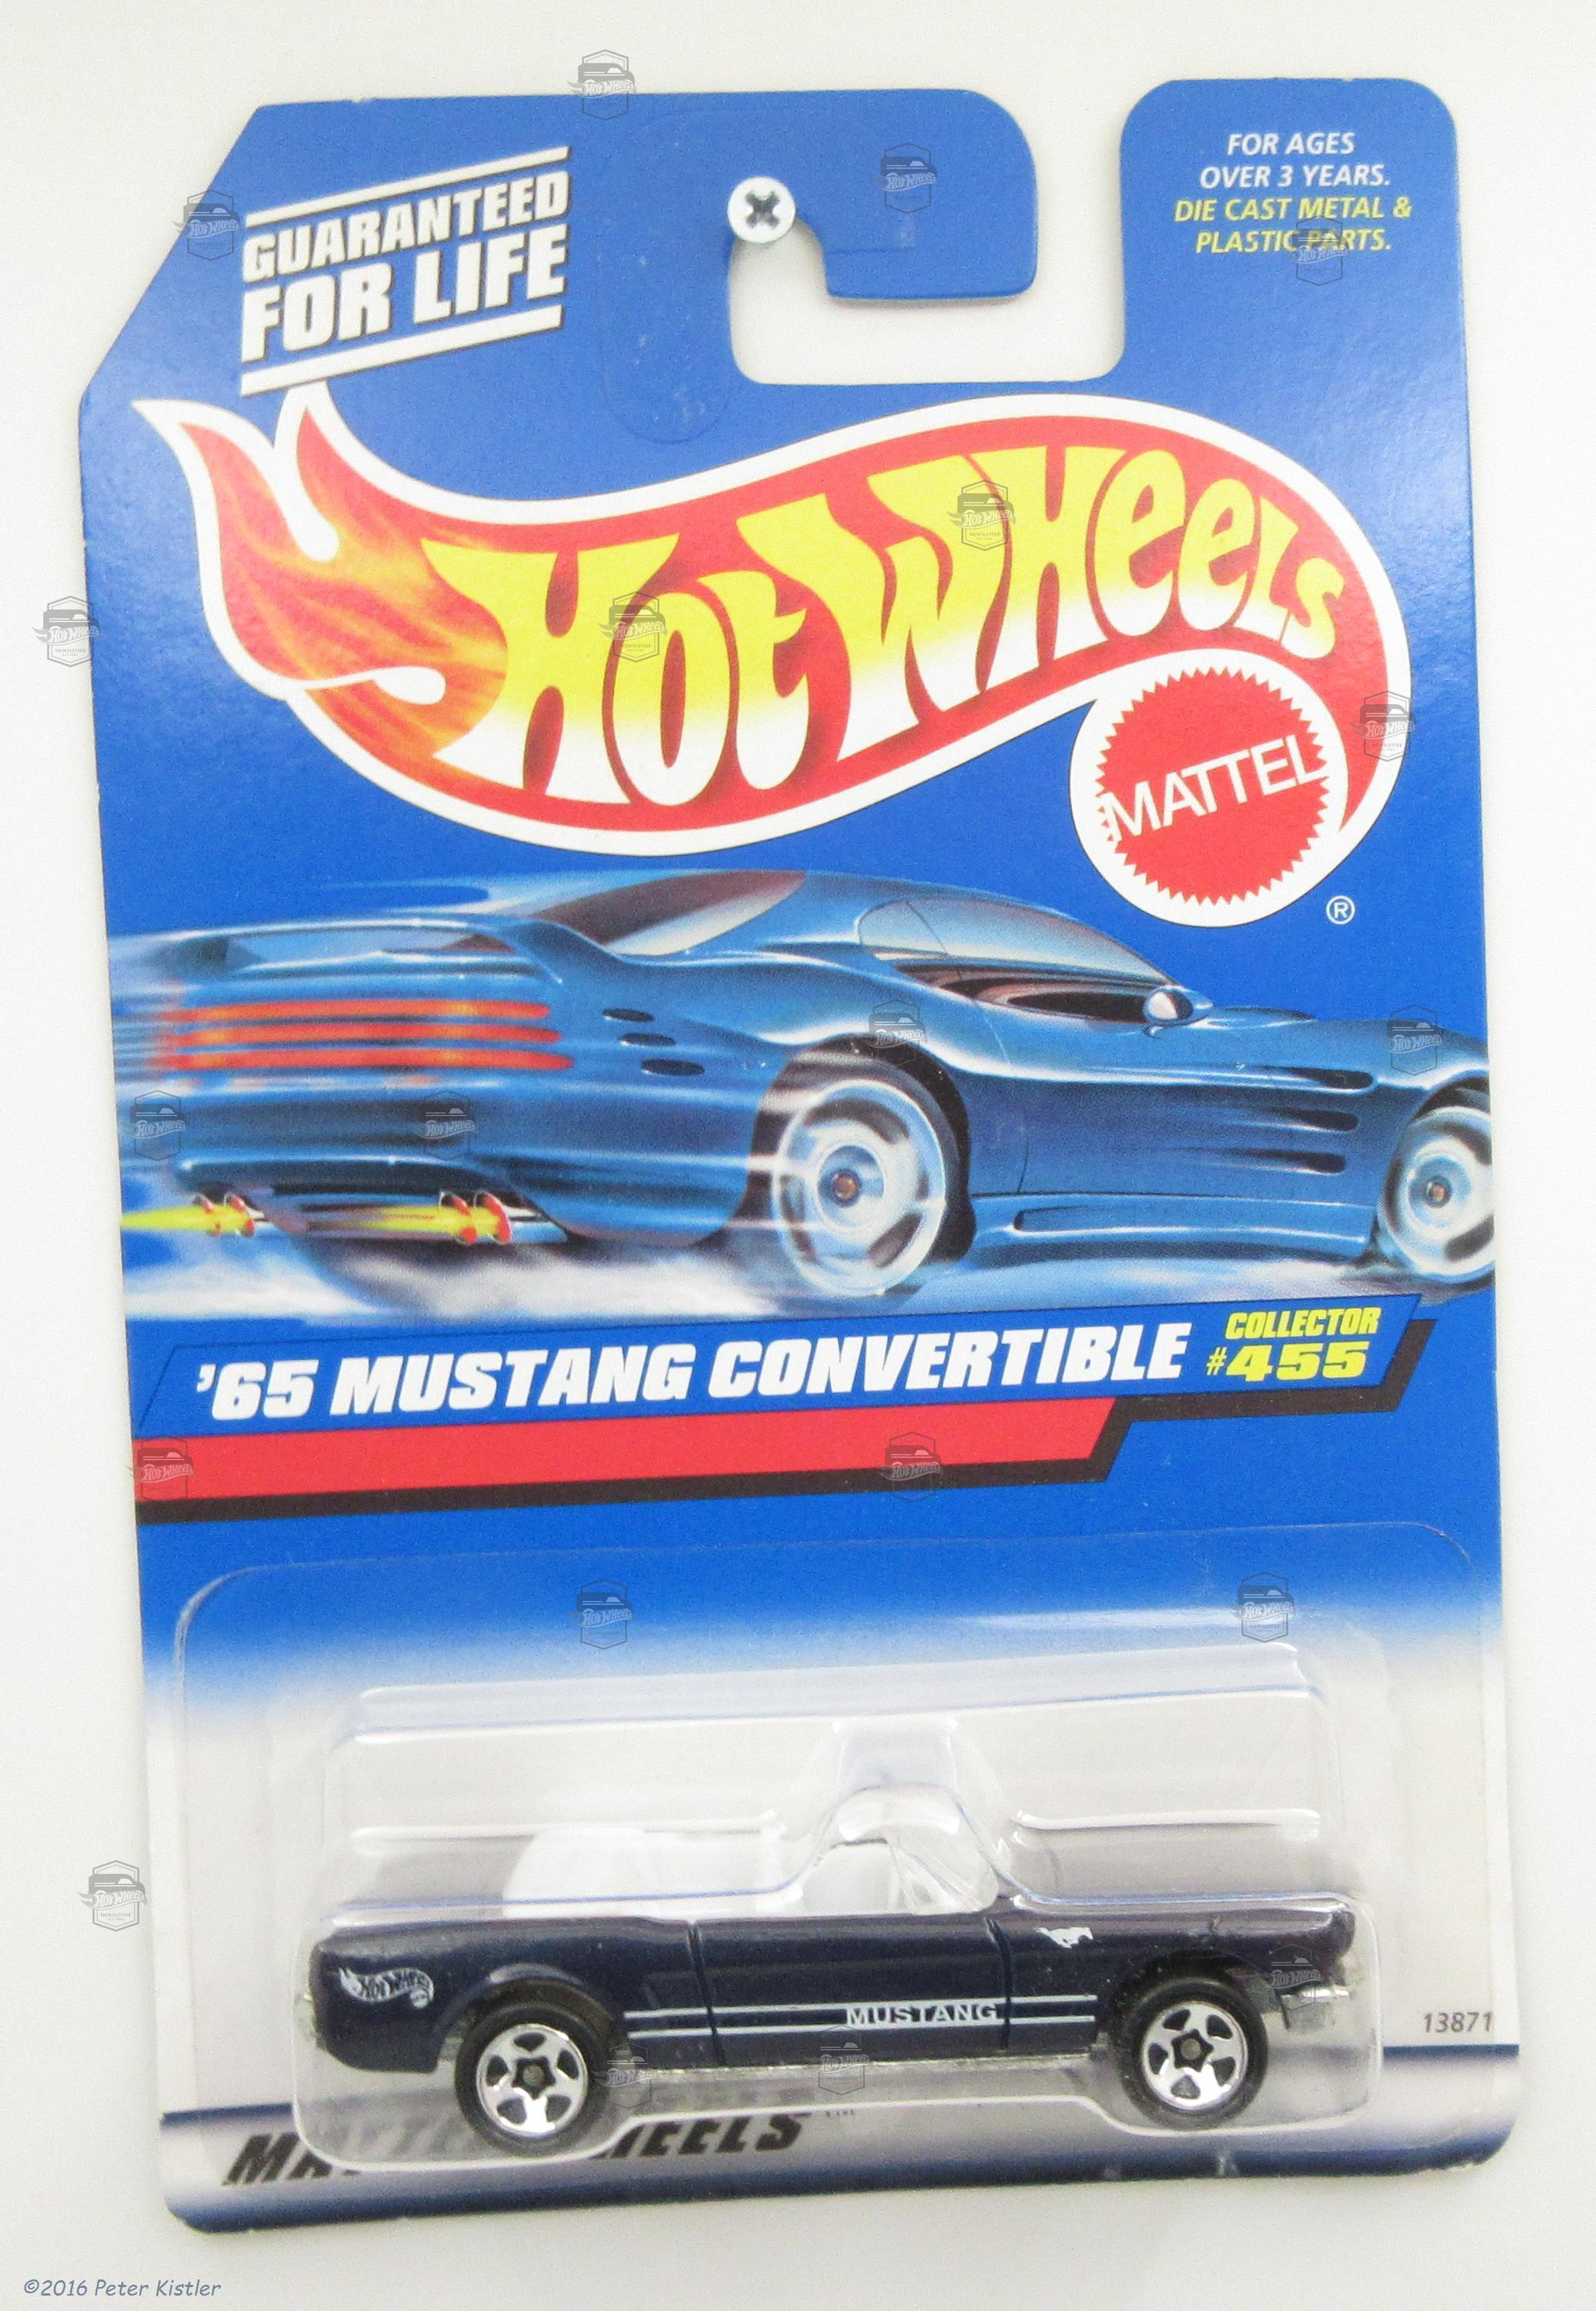 FOR AGES
OVER 3 YEARS.
DIE CAST METAL &
PLASTIC PARTS.
GUARANTEED
FOR LIFE
HOT WHEELS
MATTEL
®
'65 MUSTANG CONVERTIBLE
COLLECTOR
#455
HOT WHEELS
MUSTANG
13871
©2016 Peter Kistler